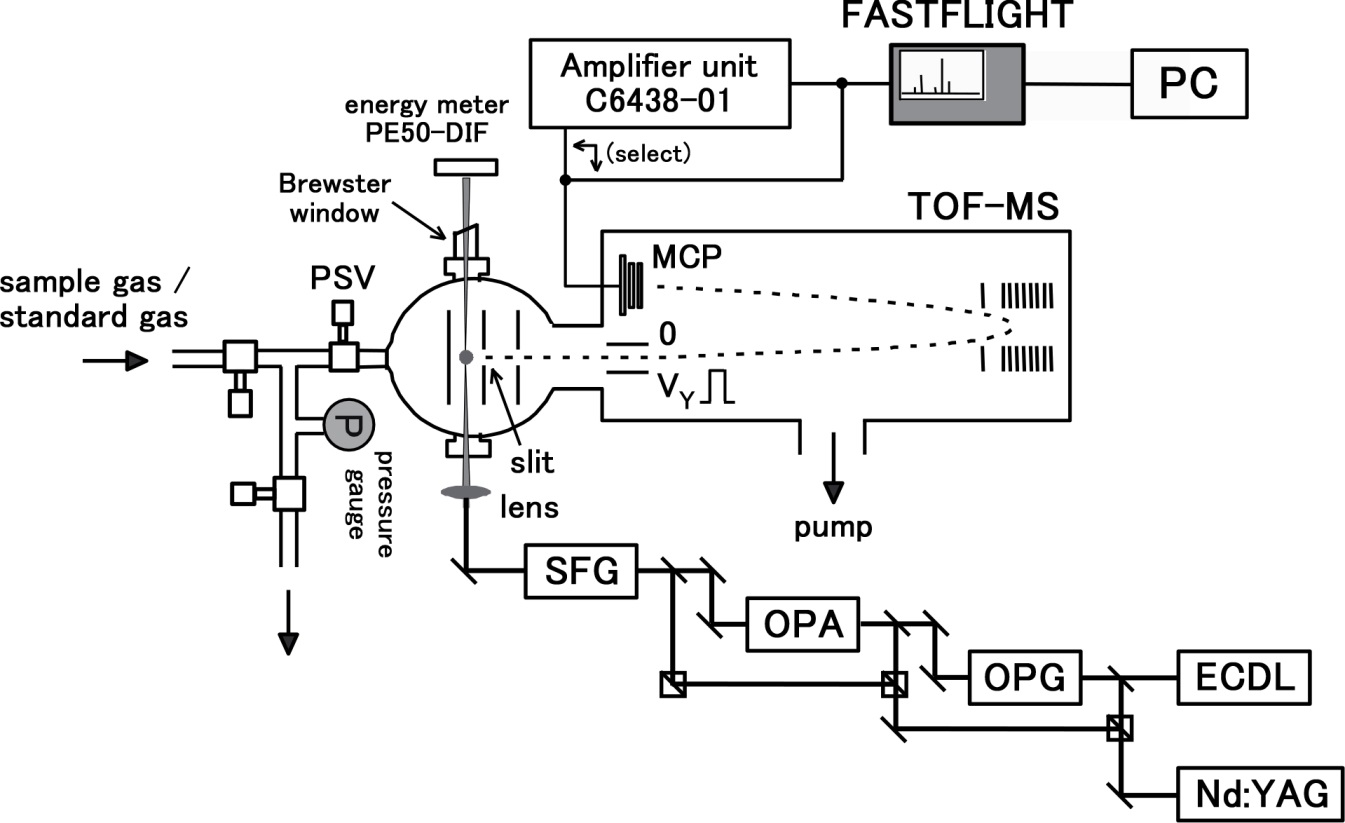 FASTFLIGHT
Amplifier unit
C6438-01
PC
energy meter
PE50-DIF
(select)
Brewster
window
TOF-MS
MCP
sample gas /
standard gas
PSV
0
VY
P
pressure
gauge
slit
lens
pump
SFG
OPA
OPG
ECDL
Nd:YAG